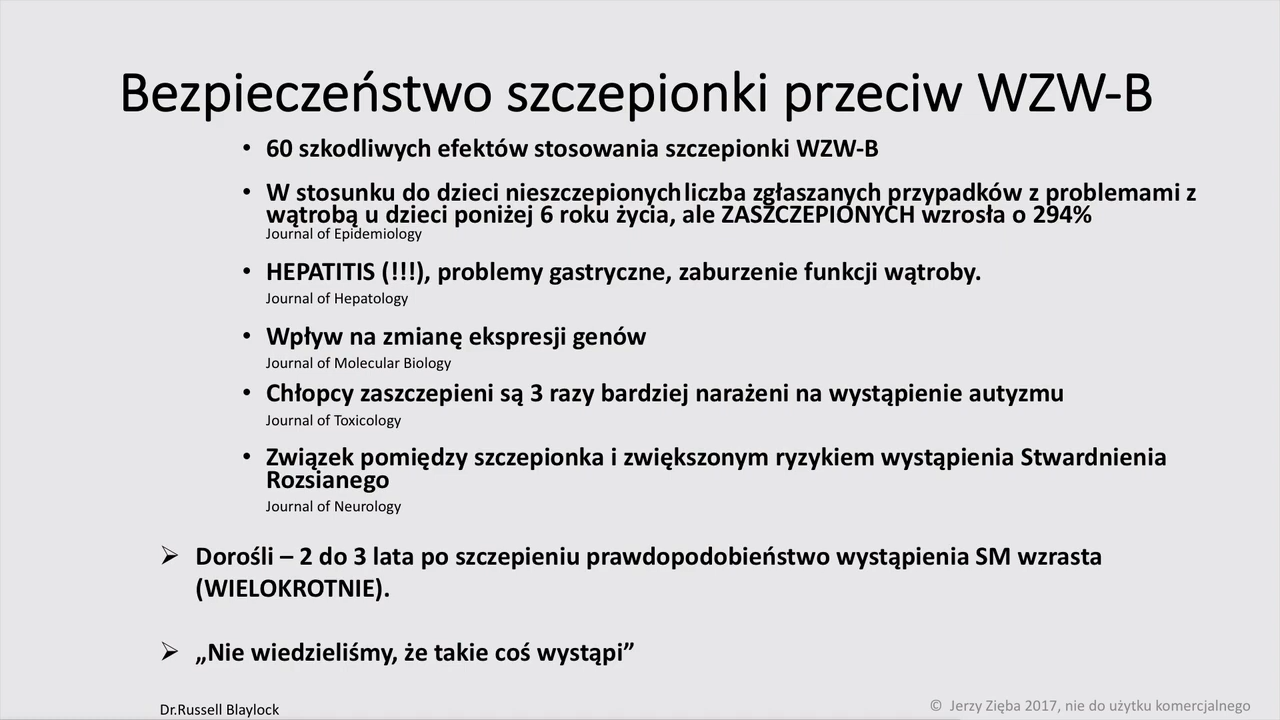 Bezpieczeństwo szczepionki przeciw WZW-B
• 60 szkodliwych efektów stosowania szczepionki WZW-B
• W stosunku do dzieci nieszczepionych liczba zgłaszanych przypadków z problemami z
wątrobą u dzieci poniżej 6 roku życia, ale ZASZCZEPIONYCH wzrosła o 294%
Journal of Epidemiology
• HEPATITIS (!!!), problemy gastryczne, zaburzenie funkcji wątroby.
Journal of Hepatology
• Wpływ na zmianę ekspresji genów
Journal of Molecular Biology
• Chłopcy zaszczepieni są 3 razy bardziej narażeni na wystąpienie autyzmu
Journal of Toxicology
• Związek pomiędzy szczepionka i zwiększonym ryzykiem wystąpienia Stwardnienia
Rozsianego
Journal of Neurology
➢ Dorośli – 2 do 3 lata po szczepieniu prawdopodobieństwo wystąpienia SM wzrasta
(WIELOKROTNIE).
➢ „Nie wiedzieliśmy, że takie coś wystąpi”
Dr.Russell Blaylock
© Jerzy Zięba 2017, nie do użytku komercjalnego